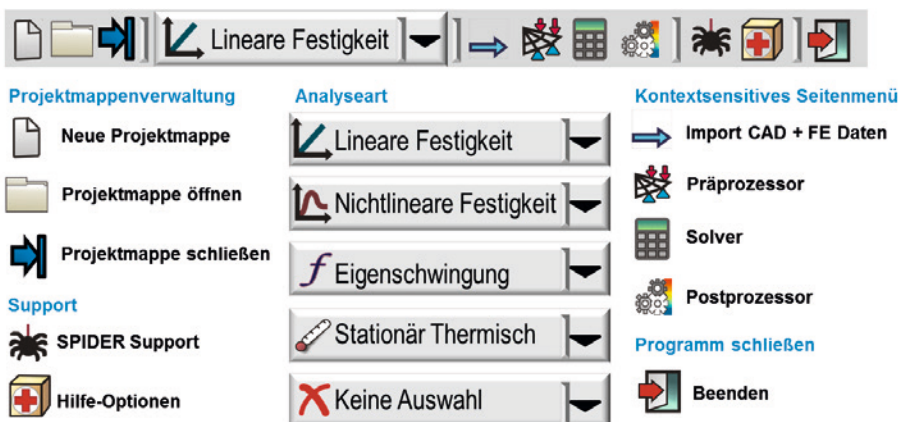 Lineare Festigkeit
Projektmappenverwaltung
Neue Projektmappe
Projektmappe öffnen
Projektmappe schließen
Support
SPIDER Support
Hilfe-Optionen
Analyseart
Lineare Festigkeit
Nichtlineare Festigkeit
Eigenschwingung
Stationär Thermisch
Keine Auswahl
Kontextsensitives Seitenmenü
Import CAD + FE Daten
Präprozessor
Solver
Postprozessor
Programm schließen
Beenden